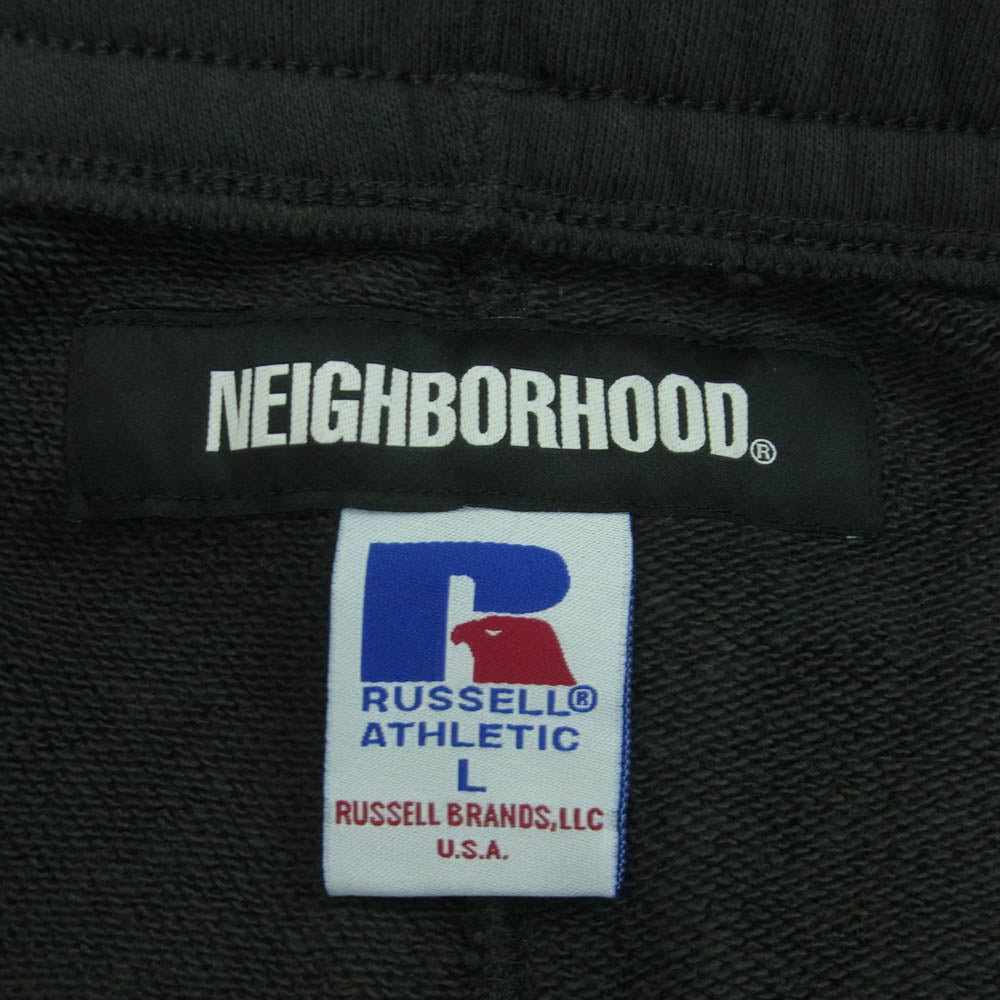 NEIGHBORHOOD®
RUSSELL®
ATHLETIC
L
RUSSELL BRANDS,LLC
U.S.A.